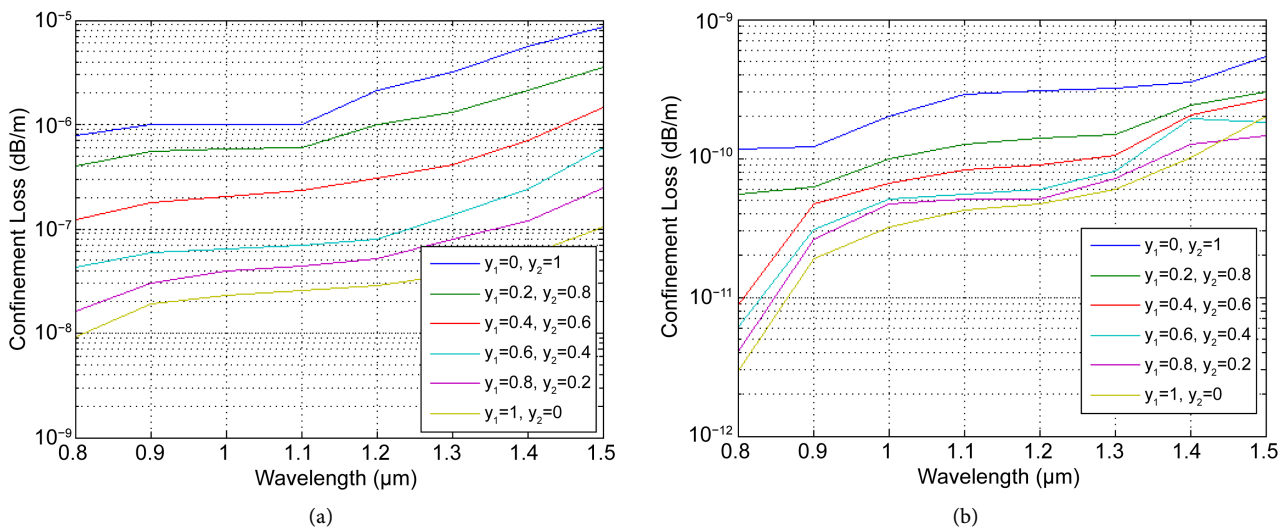 10⁻⁵
10⁻⁶
10⁻⁷
10⁻⁸
10⁻⁹
Confinement Loss (dB/m)
0.8 0.9 1 1.1 1.2 1.3 1.4 1.5
Wavelength (μm)
y₁=0, y₂=1
y₁=0.2, y₂=0.8
y₁=0.4, y₂=0.6
y₁=0.6, y₂=0.4
y₁=0.8, y₂=0.2
y₁=1, y₂=0
(a)
10⁻⁹
10⁻¹⁰
10⁻¹¹
10⁻¹²
Confinement Loss (dB/m)
0.8 0.9 1 1.1 1.2 1.3 1.4 1.5
Wavelength (μm)
y₁=0, y₂=1
y₁=0.2, y₂=0.8
y₁=0.4, y₂=0.6
y₁=0.6, y₂=0.4
y₁=0.8, y₂=0.2
y₁=1, y₂=0
(b)